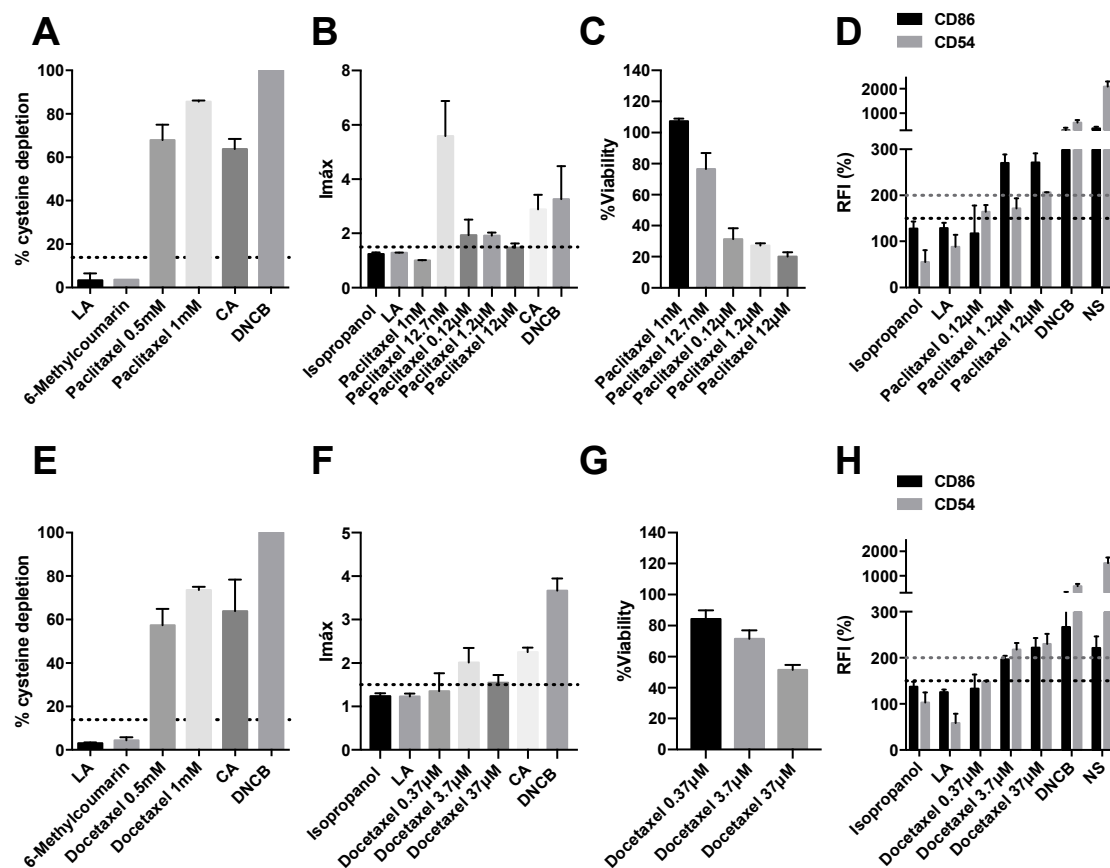 A
B
C
D
CD86
CD54
% cysteine depletion
100
80
60
40
20
0
LA
6-Methylcoumarin
Paclitaxel 0.5mM
Paclitaxel 1mM
CA
DNCB
Imáx
8
6
4
2
0
Isopropanol
LA
Paclitaxel 1nM
Paclitaxel 12.7nM
Paclitaxel 0.12µM
Paclitaxel 1.2µM
Paclitaxel 12µM
CA
DNCB
%Viability
140
120
100
80
60
40
20
0
Paclitaxel 1nM
Paclitaxel 12.7nM
Paclitaxel 0.12µM
Paclitaxel 1.2µM
Paclitaxel 12µM
RFI (%)
2000
1000
300
200
100
0
Isopropanol
LA
Paclitaxel 0.12µM
Paclitaxel 1.2µM
Paclitaxel 12µM
DNCB
NS
E
F
G
H
CD86
CD54
% cysteine depletion
100
80
60
40
20
0
LA
6-Methylcoumarin
Docetaxel 0.5mM
Docetaxel 1mM
CA
DNCB
Imáx
5
4
3
2
1
0
Isopropanol
LA
Docetaxel 0.37µM
Docetaxel 3.7µM
Docetaxel 37µM
CA
DNCB
%Viability
140
120
100
80
60
40
20
0
Docetaxel 0.37µM
Docetaxel 3.7µM
Docetaxel 37µM
RFI (%)
2000
1000
300
200
100
0
Isopropanol
LA
Docetaxel 0.37µM
Docetaxel 3.7µM
Docetaxel 37µM
DNCB
NS